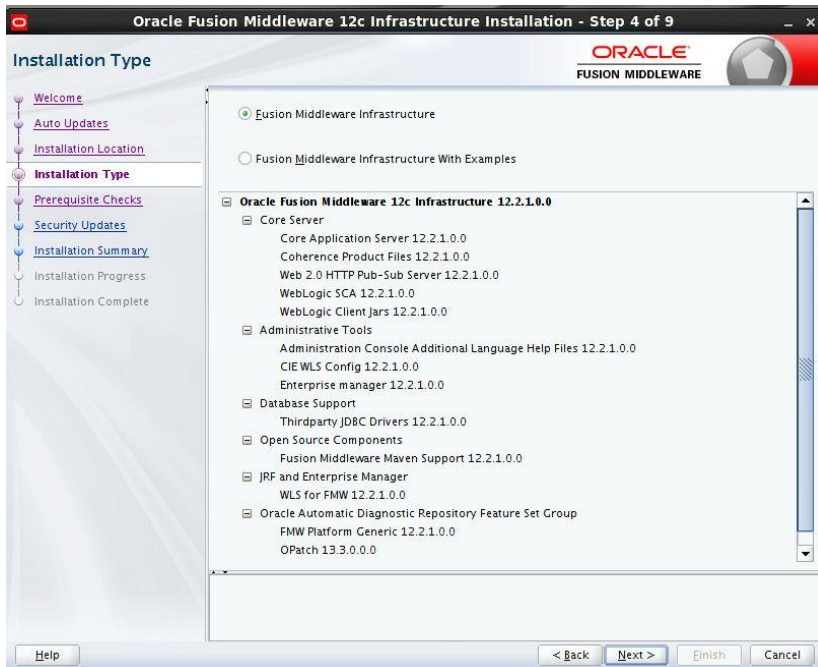 Oracle Fusion Middleware 12c Infrastructure Installation - Step 4 of 9
Installation Type
ORACLE
FUSION MIDDLEWARE
Welcome
Auto Updates
Installation Location
Installation Type
Prerequisite Checks
Security Updates
Installation Summary
Installation Progress
Installation Complete
Fusion Middleware Infrastructure
Fusion Middleware Infrastructure With Examples
Oracle Fusion Middleware 12c Infrastructure 12.2.1.0.0
Core Server
Core Application Server 12.2.1.0.0
Coherence Product Files 12.2.1.0.0
Web 2.0 HTTP Pub-Sub Server 12.2.1.0.0
WebLogic SCA 12.2.1.0.0
WebLogic Client Jars 12.2.1.0.0
Administrative Tools
Administration Console Additional Language Help Files 12.2.1.0.0
CIE WLS Config 12.2.1.0.0
Enterprise manager 12.2.1.0.0
Database Support
Thirdparty JDBC Drivers 12.2.1.0.0
Open Source Components
Fusion Middleware Maven Support 12.2.1.0.0
JRF and Enterprise Manager
WLS for FMW 12.2.1.0.0
Oracle Automatic Diagnostic Repository Feature Set Group
FMW Platform Generic 12.2.1.0.0
OPatch 13.3.0.0.0
Help
< Back
Next >
Finish
Cancel